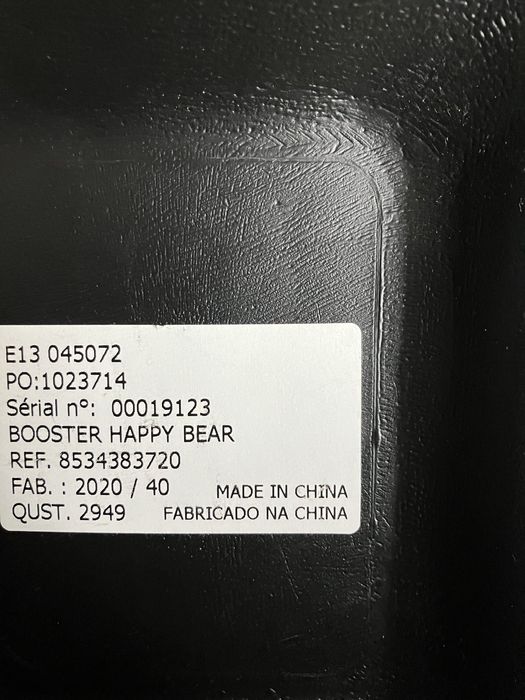 E13 045072
PO:1023714
Sérial nº: 00019123
BOOSTER HAPPY BEAR
REF. 8534383720
FAB. : 2020 / 40 MADE IN CHINA
QUST. 2949 FABRICADO NA CHINA